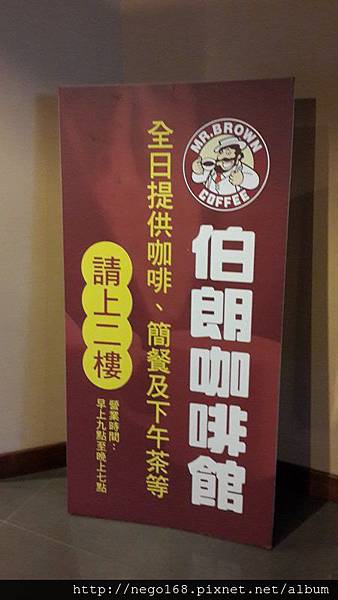 MR. BROWN
COFFEE
伯朗咖啡館
全日提供咖啡、簡餐及下午茶等
請上二樓
營業時間：
早上九點至晚上七點
http://nego168.pixnet.net/album